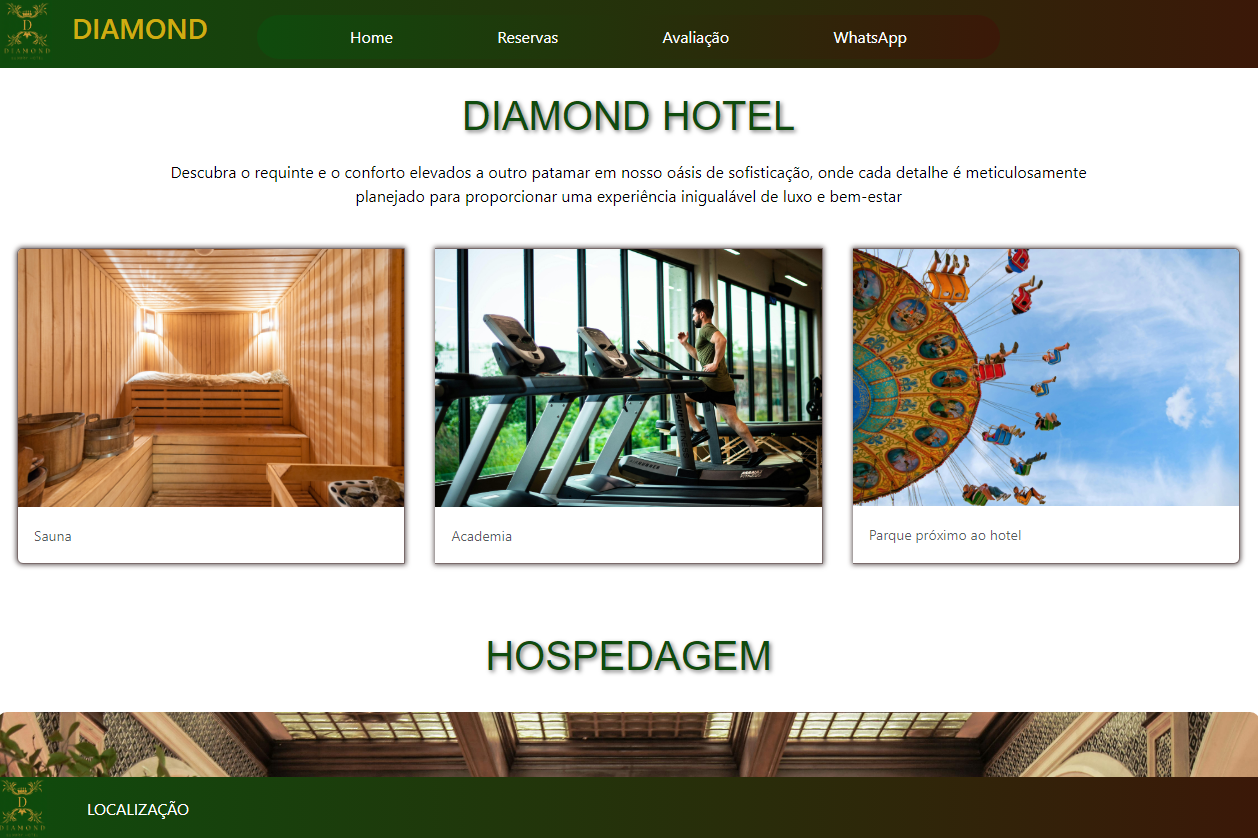 D
DIAMOND
DIAMOND
Home
Reservas
Avaliação
WhatsApp
DIAMOND HOTEL
Descubra o requinte e o conforto elevados a outro patamar em nosso oásis de sofisticação, onde cada detalhe é meticulosamente
planejado para proporcionar uma experiência inigualável de luxo e bem-estar
Sauna
Academia
Parque próximo ao hotel
HOSPEDAGEM
D
DIAMOND
LOCALIZAÇÃO